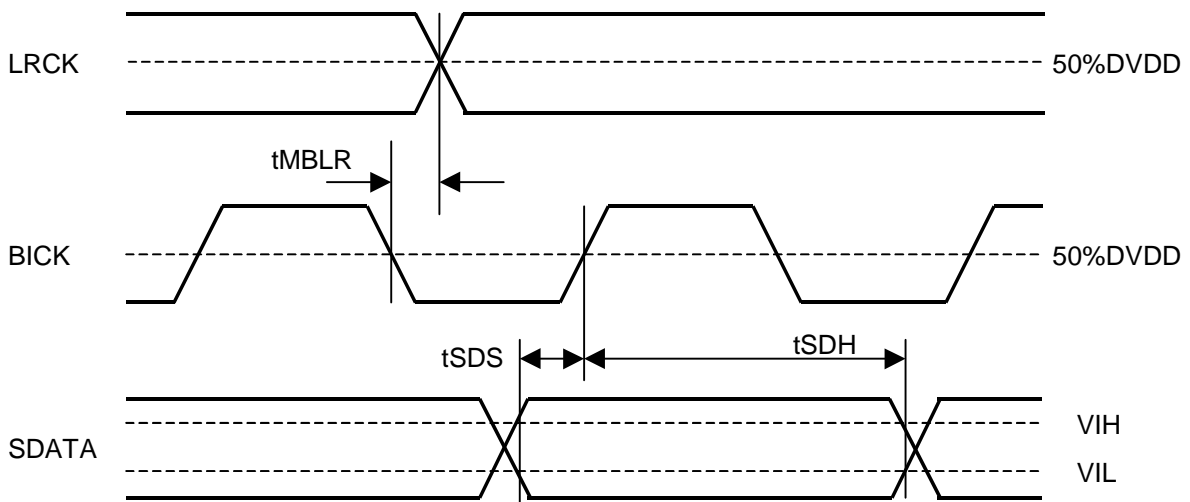 LRCK 50%DVDD
tMBLR
BICK 50%DVDD
tSDS tSDH
VIH
SDATA
VIL